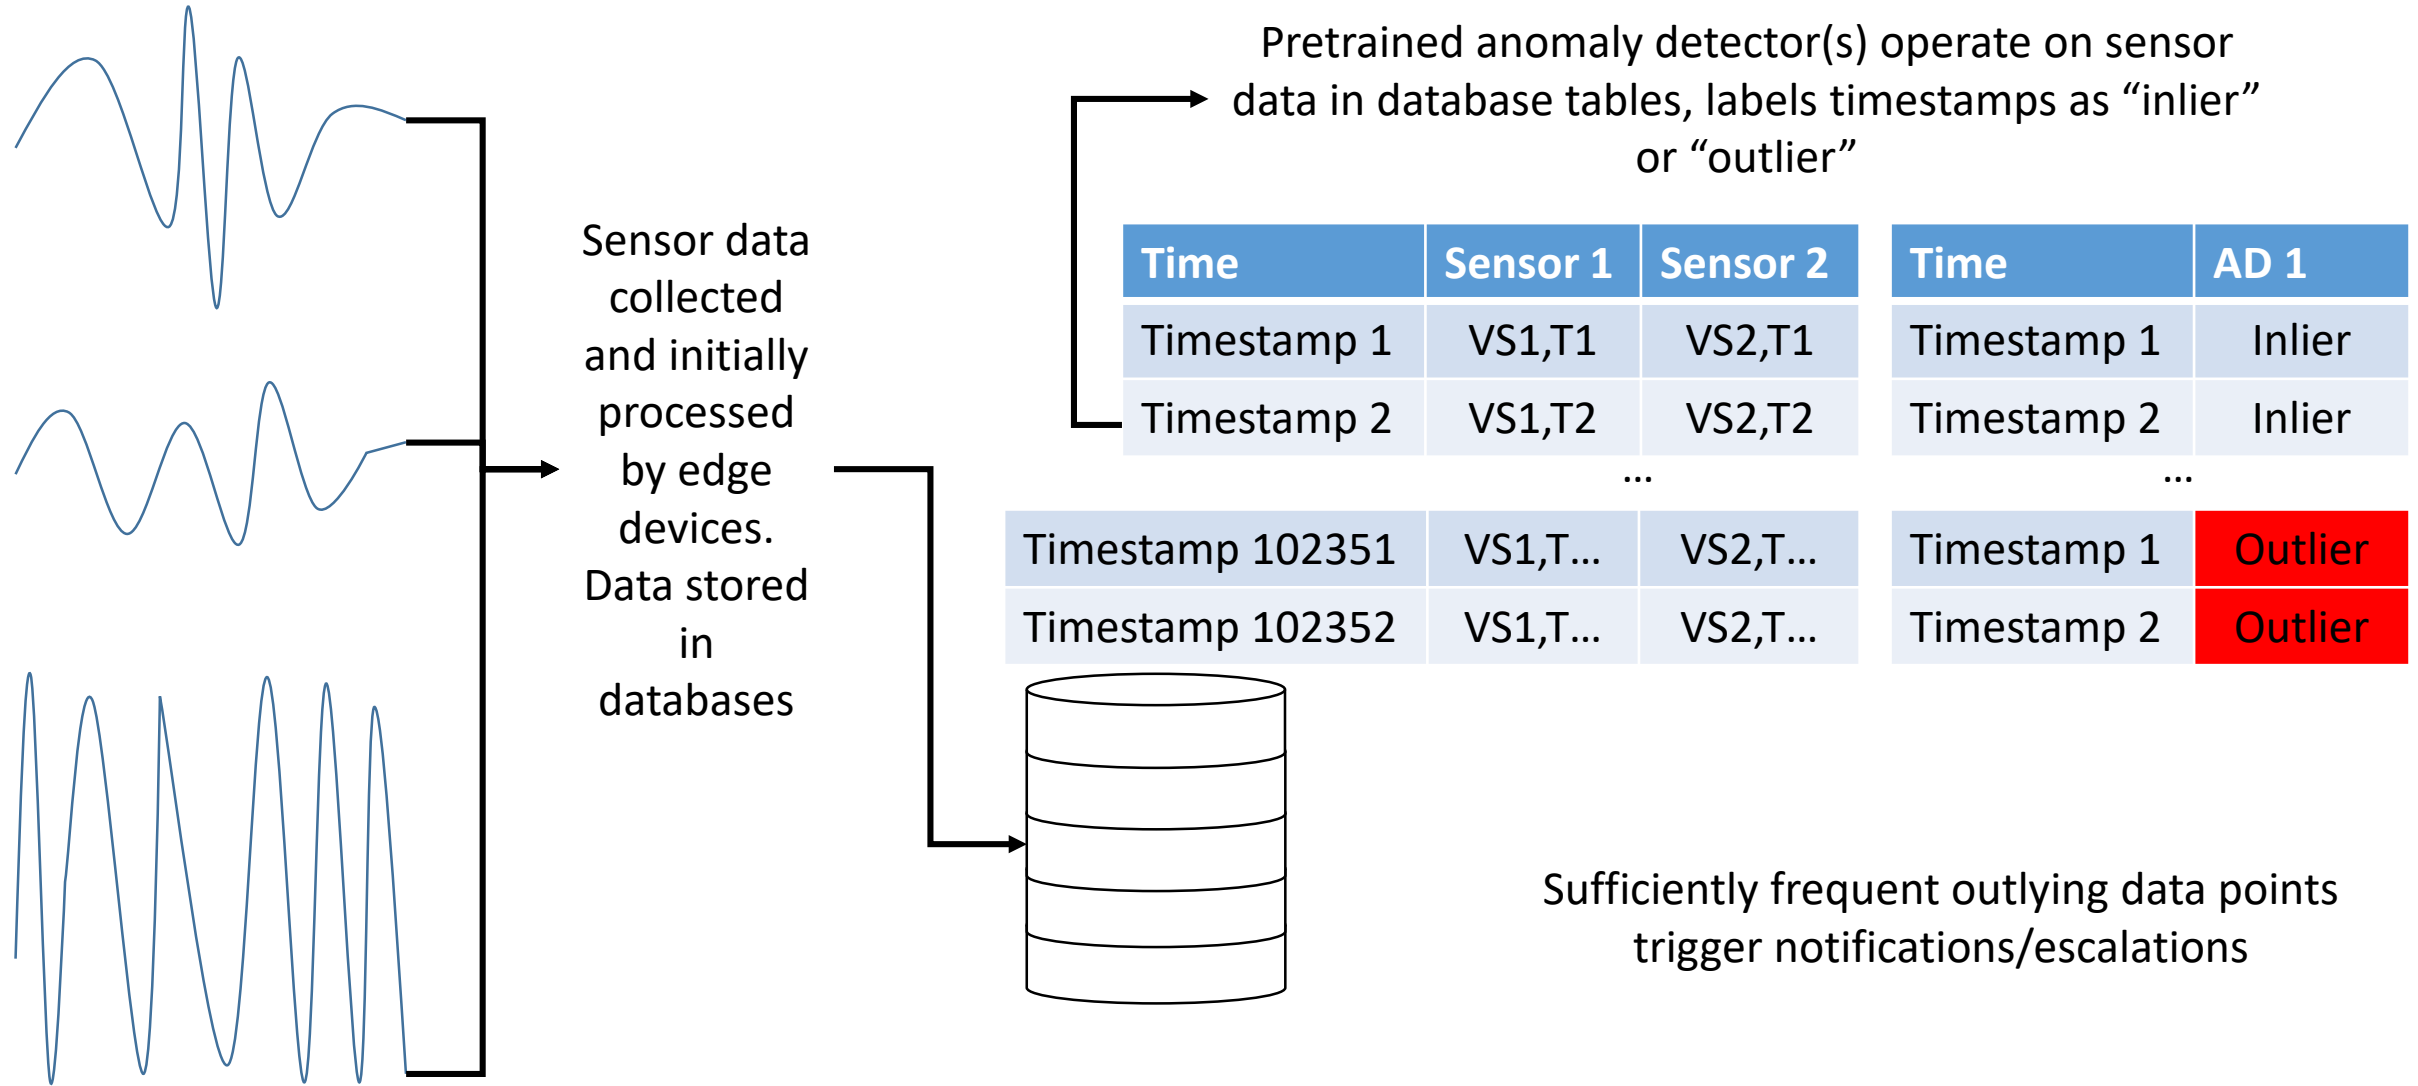 Pretrained anomaly detector(s) operate on sensor
data in database tables, labels timestamps as “inlier”
or “outlier”
Sensor data
collected
and initially
processed
by edge
devices.
Data stored
in
databases
Time Sensor 1 Sensor 2
Timestamp 1 VS1,T1 VS2,T1
Timestamp 2 VS1,T2 VS2,T2
...
Timestamp 102351 VS1,T... VS2,T...
Timestamp 102352 VS1,T... VS2,T...
Time AD 1
Timestamp 1 Inlier
Timestamp 2 Inlier
...
Timestamp 1 Outlier
Timestamp 2 Outlier
Sufficiently frequent outlying data points
trigger notifications/escalations